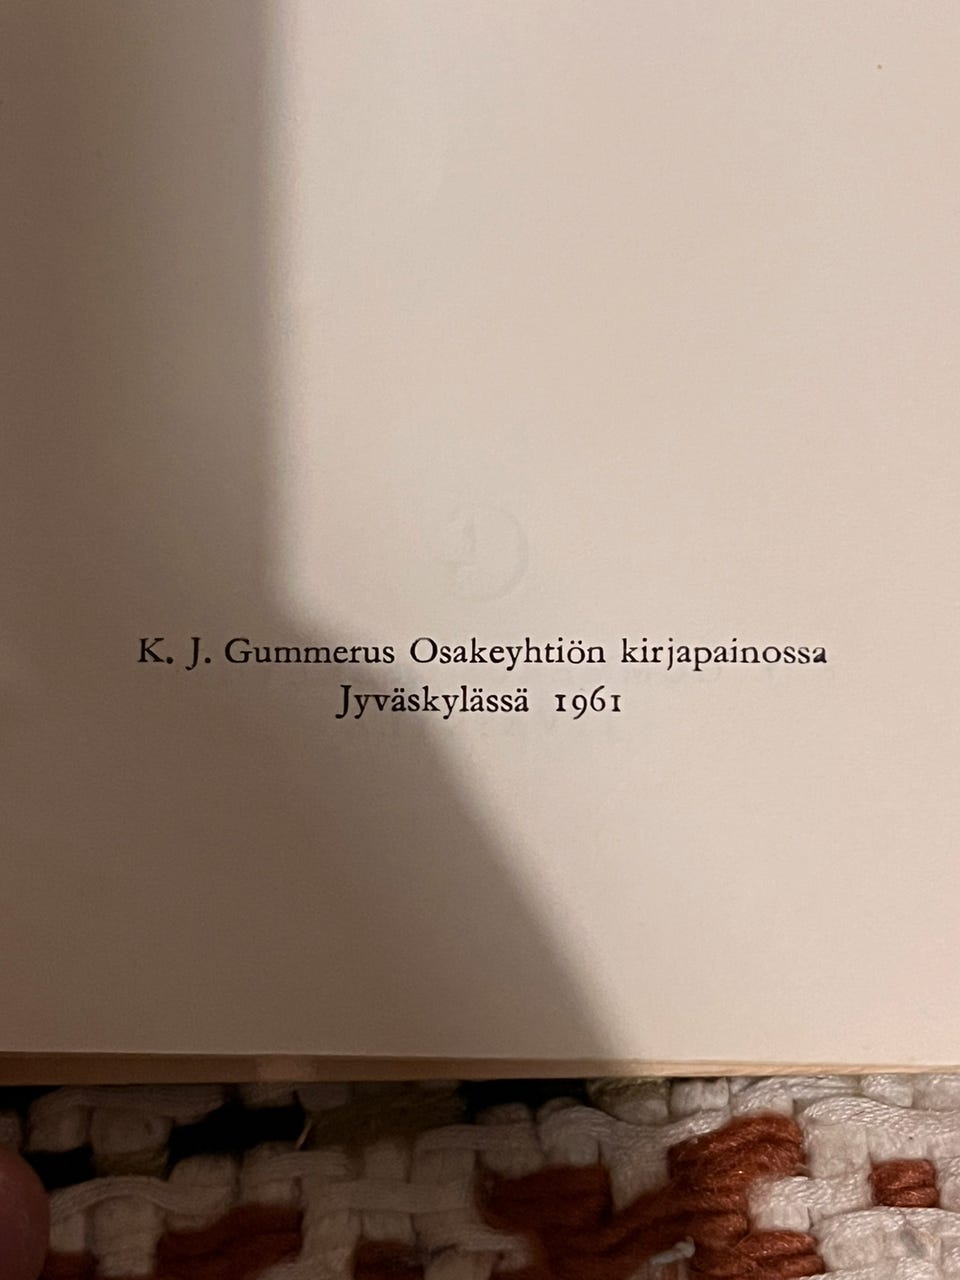 K. J. Gummerus Osakeyhtiön kirjapainossa
Jyväskylässä 1961